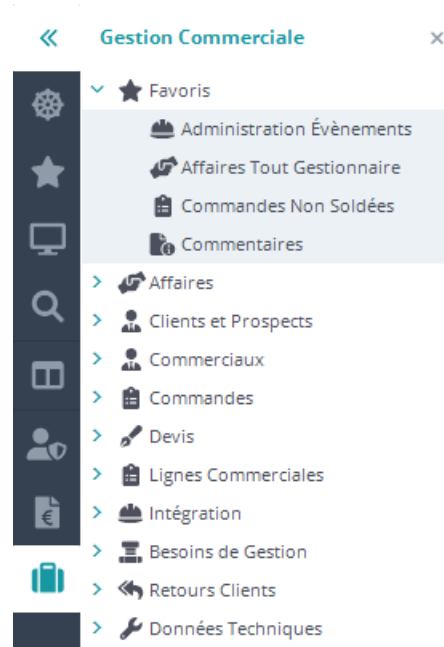 Gestion Commerciale
Favoris
Administration Évènements
Affaires Tout Gestionnaire
Commandes Non Soldées
Commentaires
Affaires
Clients et Prospects
Commerciaux
Commandes
Devis
Lignes Commerciales
Intégration
Besoins de Gestion
Retours Clients
Données Techniques